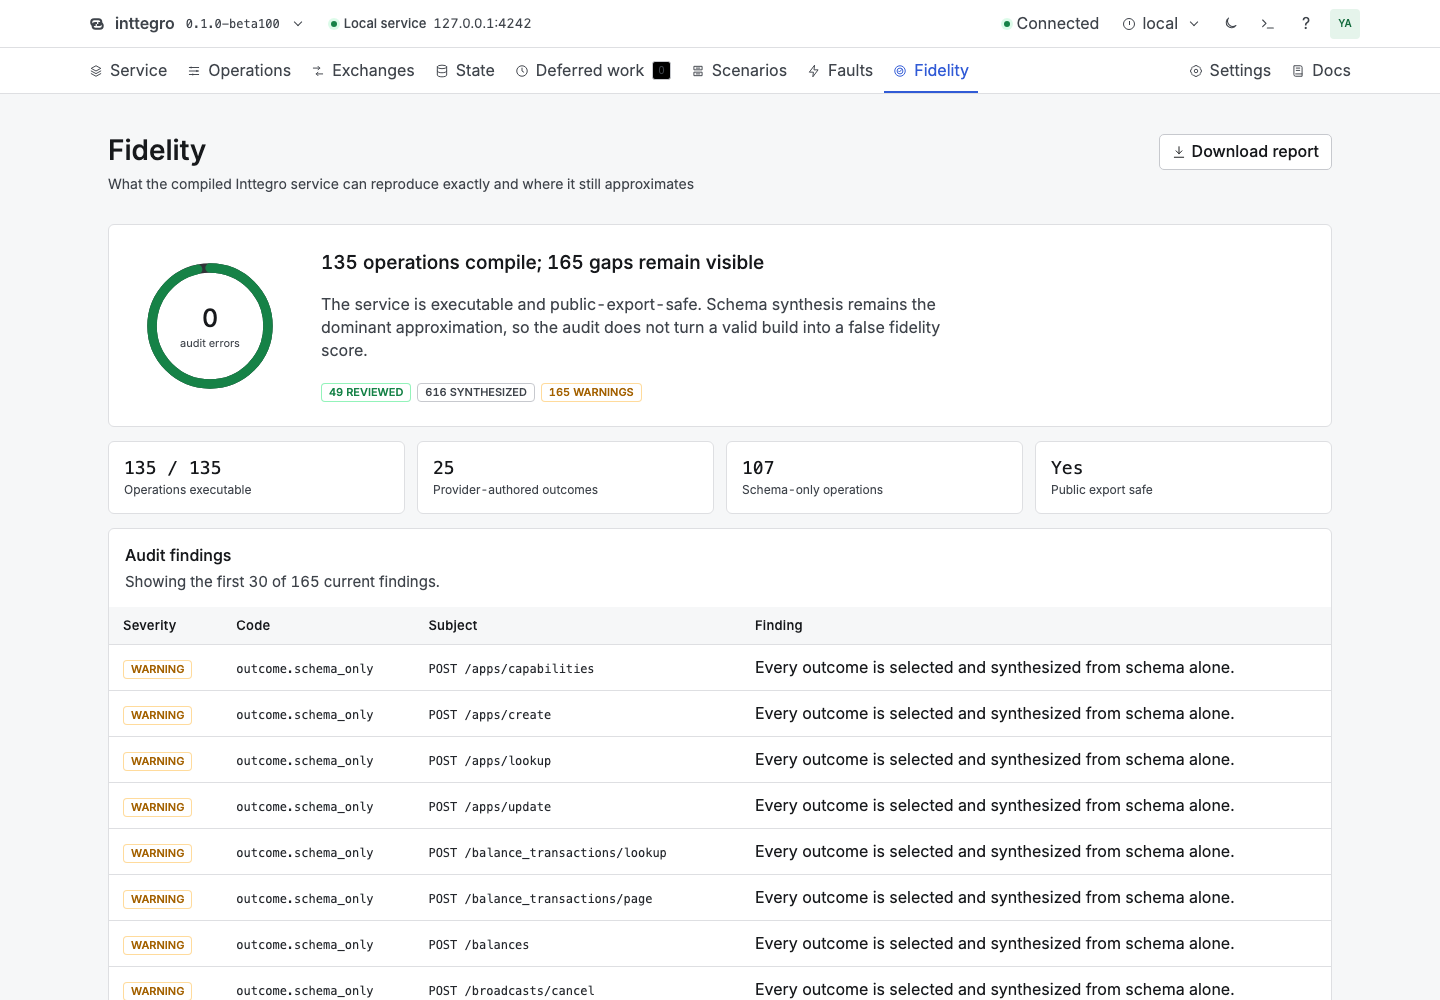 inttegro 0.1.0-beta100 Local service 127.0.0.1:4242 Connected local >_ ? YA
Service Operations Exchanges State Deferred work 0 Scenarios Faults Fidelity Settings Docs
Fidelity
Download report
What the compiled Inttegro service can reproduce exactly and where it still approximates
0
audit errors
135 operations compile; 165 gaps remain visible
The service is executable and public-export-safe. Schema synthesis remains the
dominant approximation, so the audit does not turn a valid build into a false fidelity
score.
49 REVIEWED 616 SYNTHESIZED 165 WARNINGS
135 / 135
Operations executable
25
Provider-authored outcomes
107
Schema-only operations
Yes
Public export safe
Audit findings
Showing the first 30 of 165 current findings.
Severity Code Subject Finding
WARNING outcome.schema_only POST /apps/capabilities Every outcome is selected and synthesized from schema alone.
WARNING outcome.schema_only POST /apps/create Every outcome is selected and synthesized from schema alone.
WARNING outcome.schema_only POST /apps/lookup Every outcome is selected and synthesized from schema alone.
WARNING outcome.schema_only POST /apps/update Every outcome is selected and synthesized from schema alone.
WARNING outcome.schema_only POST /balance_transactions/lookup Every outcome is selected and synthesized from schema alone.
WARNING outcome.schema_only POST /balance_transactions/page Every outcome is selected and synthesized from schema alone.
WARNING outcome.schema_only POST /balances Every outcome is selected and synthesized from schema alone.
WARNING outcome.schema_only POST /broadcasts/cancel Every outcome is selected and synthesized from schema alone.